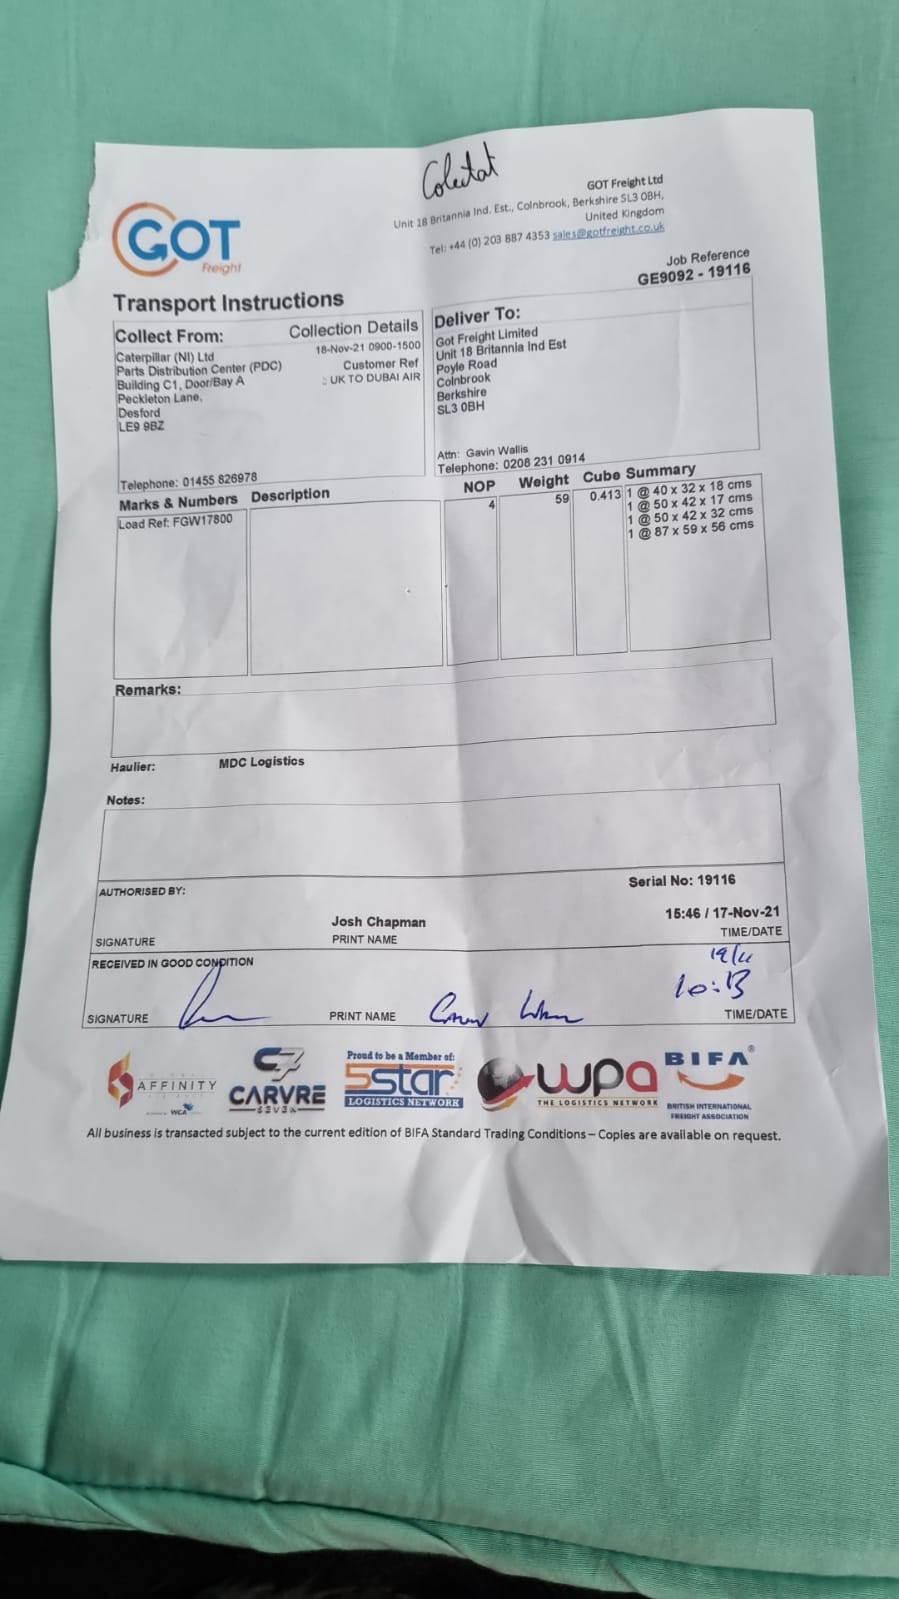 Colectat
GOT
Freight
GOT Freight Ltd
Unit 18 Britannia Ind. Est., Colnbrook, Berkshire SL3 0BH,
United Kingdom
Tel: +44 (0) 203 887 4353 sales@gotfreight.co.uk
Job Reference
GE9092 - 19116
Transport Instructions
Collect From: Collection Details
Caterpillar (NI) Ltd 18-Nov-21 0900-1500
Parts Distribution Center (PDC) Customer Ref
Building C1, Door/Bay A :: UK TO DUBAI AIR
Peckleton Lane,
Desford
LE9 9BZ
Telephone: 01455 826978
Deliver To:
Got Freight Limited
Unit 18 Britannia Ind Est
Poyle Road
Colnbrook
Berkshire
SL3 0BH
Attn: Gavin Wallis
Telephone: 0208 231 0914
Marks & Numbers Description NOP Weight Cube Summary
Load Ref: FGW17800 4 59 0.413 1 @ 40 x 32 x 18 cms
1 @ 50 x 42 x 17 cms
1 @ 50 x 42 x 32 cms
1 @ 87 x 59 x 56 cms
Remarks:
Haulier: MDC Logistics
Notes:
AUTHORISED BY: Serial No: 19116
Josh Chapman 15:46 / 17-Nov-21
SIGNATURE PRINT NAME TIME/DATE
RECEIVED IN GOOD CONDITION
10:13
SIGNATURE PRINT NAME TIME/DATE
AFFINITY
WCA
CARVRE
SEVEN
Proud to be a Member of:
5star
LOGISTICS NETWORK
wpa
THE LOGISTICS NETWORK
BIFA®
BRITISH INTERNATIONAL
FREIGHT ASSOCIATION
All business is transacted subject to the current edition of BIFA Standard Trading Conditions – Copies are available on request.